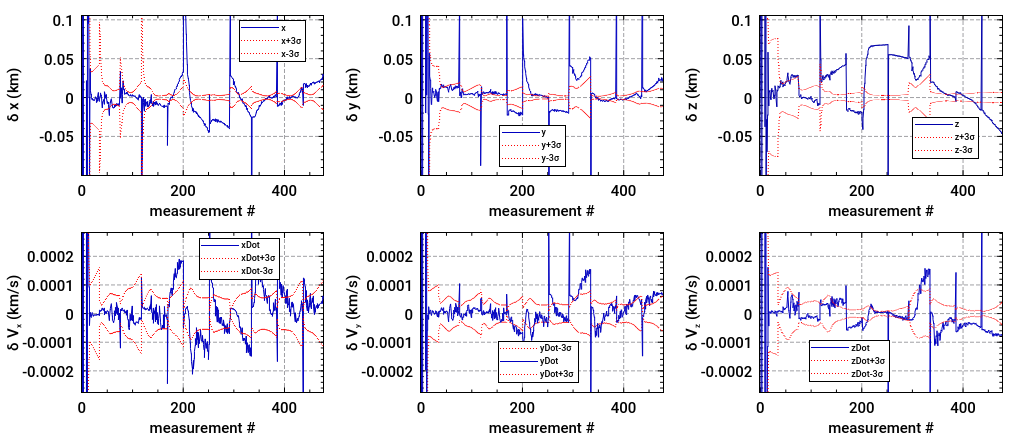 0.1
0.05
0
-0.05
δ x (km)
x
x+3σ
x-3σ
0
200
400
measurement #
0.1
0.05
0
-0.05
δ y (km)
y
y+3σ
y-3σ
0
200
400
measurement #
0.1
0.05
0
-0.05
δ z (km)
z
z+3σ
z-3σ
0
200
400
measurement #
0.0002
0.0001
0
-0.0001
-0.0002
δ Vx (km/s)
xDot
xDot+3σ
xDot-3σ
0
200
400
measurement #
0.0002
0.0001
0
-0.0001
-0.0002
δ Vy (km/s)
yDot-3σ
yDot
yDot+3σ
0
200
400
measurement #
0.0002
0.0001
0
-0.0001
-0.0002
δ Vz (km/s)
zDot
zDot+3σ
zDot-3σ
0
200
400
measurement #